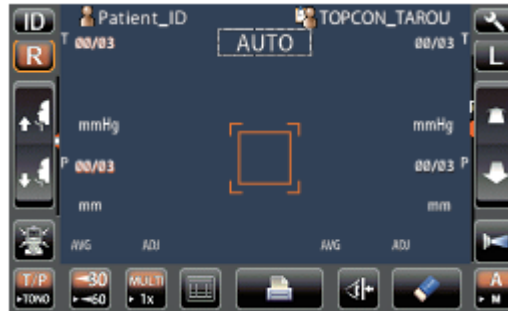 ID Patient_ID TOPCON_TAROU
R T 00/03 AUTO 00/03 T L
mmHg mmHg
P 00/03 00/03 P
mm mm
AVG ADJ AVG ADJ
T/P 30 MULTI A
▸TONO ▸ 60 ▸ 1x ▸ M